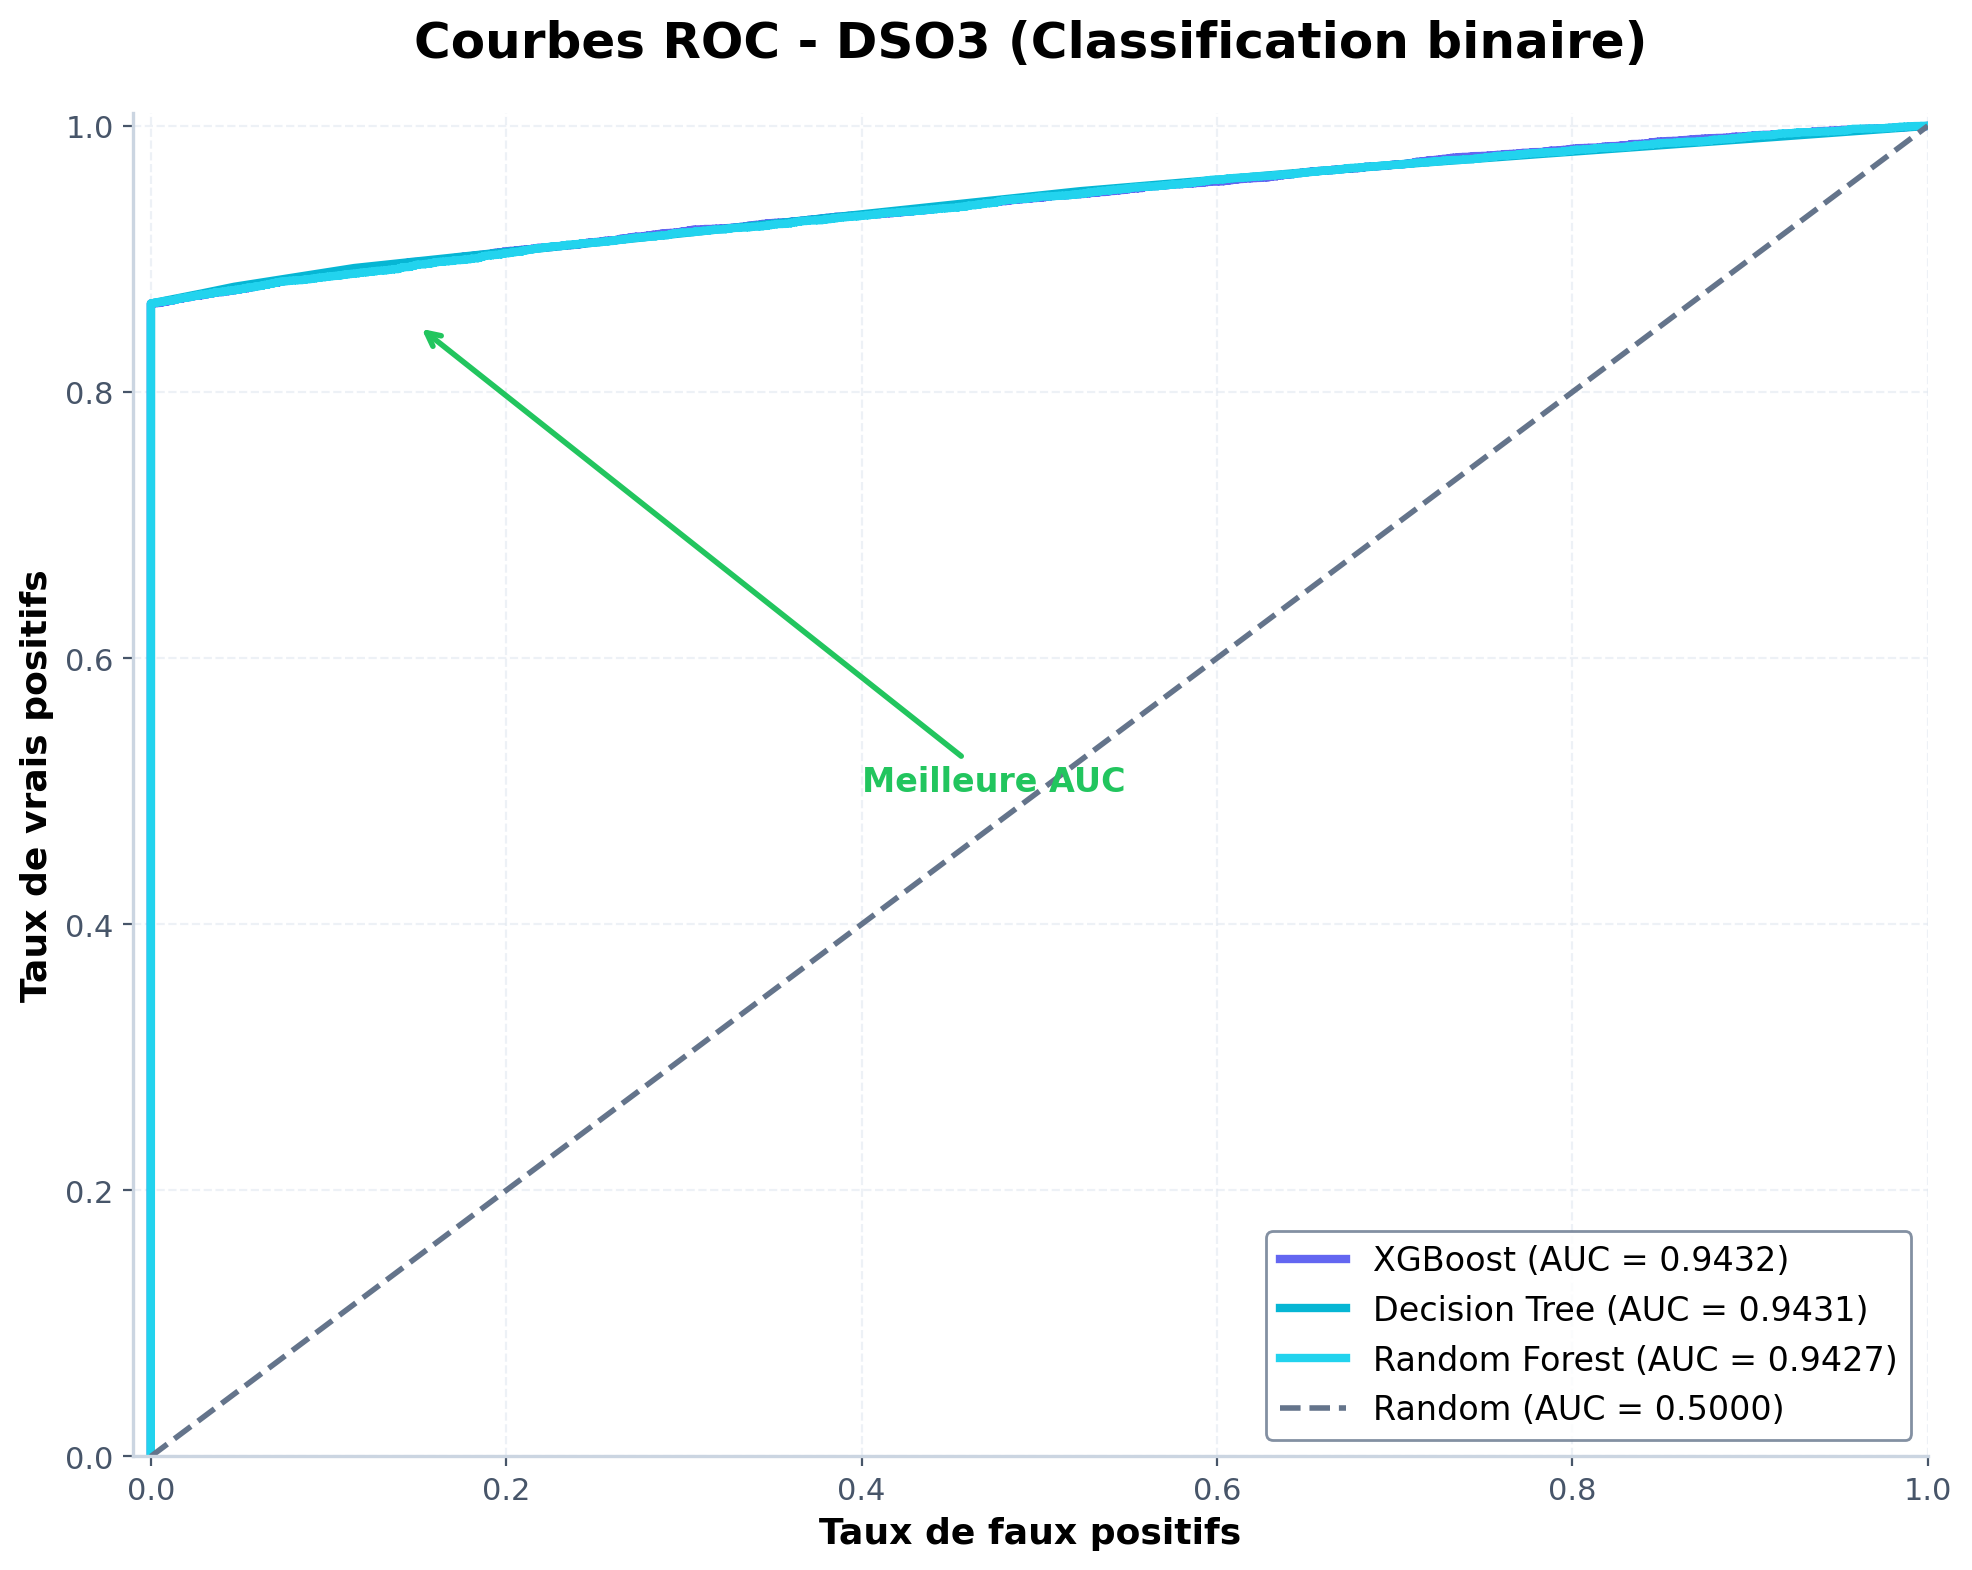 Courbes ROC - DSO3 (Classification binaire)
Taux de vrais positifs
1.0
0.8
0.6
0.4
0.2
0.0
Meilleure AUC
XGBoost (AUC = 0.9432)
Decision Tree (AUC = 0.9431)
Random Forest (AUC = 0.9427)
Random (AUC = 0.5000)
0.0 0.2 0.4 0.6 0.8 1.0
Taux de faux positifs